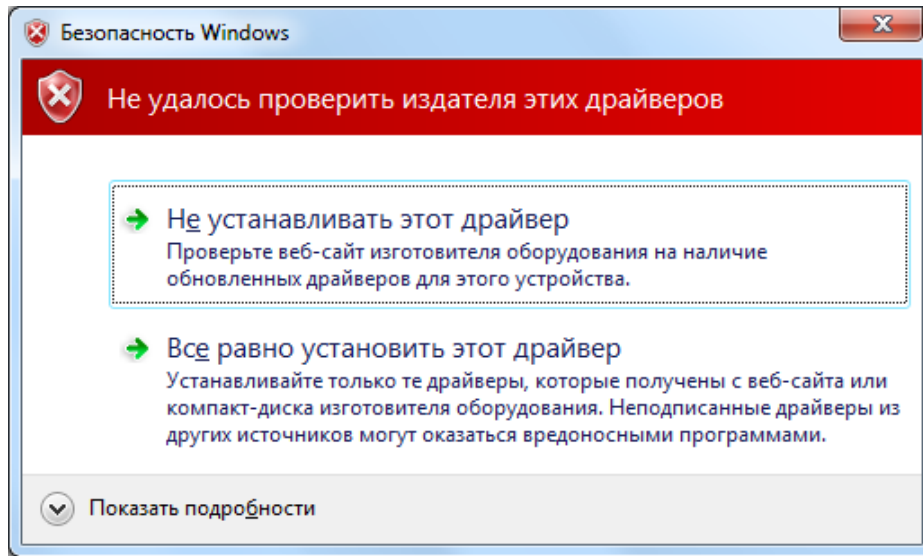 Безопасность Windows
Не удалось проверить издателя этих драйверов
Не устанавливать этот драйвер
Проверьте веб-сайт изготовителя оборудования на наличие
обновленных драйверов для этого устройства.
Все равно установить этот драйвер
Устанавливайте только те драйверы, которые получены с веб-сайта или
компакт-диска изготовителя оборудования. Неподписанные драйверы из
других источников могут оказаться вредоносными программами.
Показать подробности